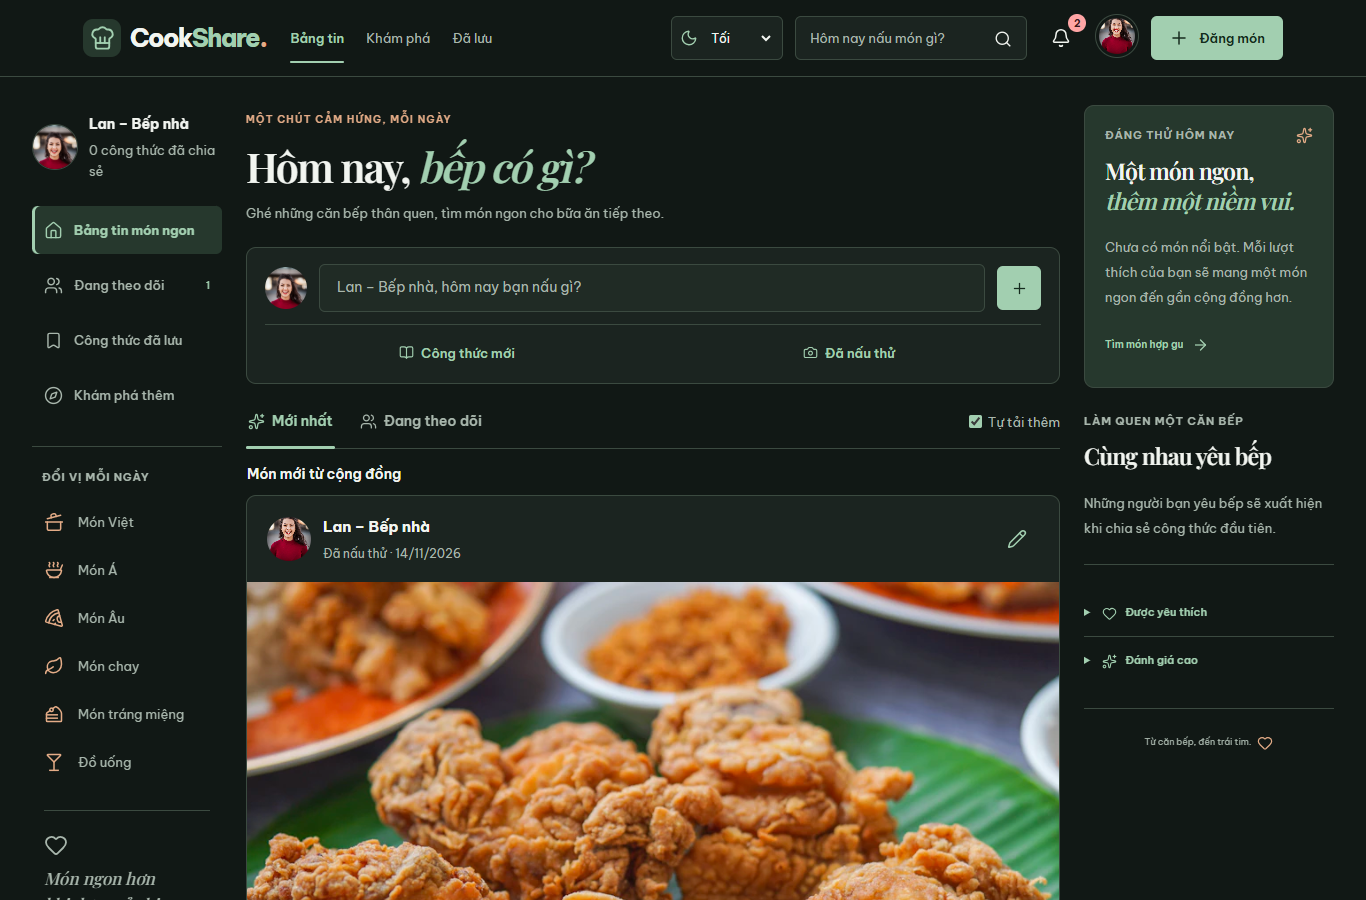 CookShare.
Bảng tin
Khám phá
Đã lưu
Tối
Hôm nay nấu món gì?
2
Đăng món
Lan – Bếp nhà
0 công thức đã chia
sẻ
Bảng tin món ngon
Đang theo dõi
1
Công thức đã lưu
Khám phá thêm
ĐỔI VỊ MỖI NGÀY
Món Việt
Món Á
Món Âu
Món chay
Món tráng miệng
Đồ uống
Món ngon hơn
MỘT CHÚT CẢM HỨNG, MỖI NGÀY
Hôm nay, bếp có gì?
Ghé những căn bếp thân quen, tìm món ngon cho bữa ăn tiếp theo.
Lan – Bếp nhà, hôm nay bạn nấu gì?
Công thức mới
Đã nấu thử
Mới nhất
Đang theo dõi
Tự tải thêm
Món mới từ cộng đồng
Lan – Bếp nhà
Đã nấu thử · 14/11/2026
ĐÁNG THỬ HÔM NAY
Một món ngon,
thêm một niềm vui.
Chưa có món nổi bật. Mỗi lượt
thích của bạn sẽ mang một món
ngon đến gần cộng đồng hơn.
Tìm món hợp gu
LÀM QUEN MỘT CĂN BẾP
Cùng nhau yêu bếp
Những người bạn yêu bếp sẽ xuất hiện
khi chia sẻ công thức đầu tiên.
Được yêu thích
Đánh giá cao
Từ căn bếp, đến trái tim.